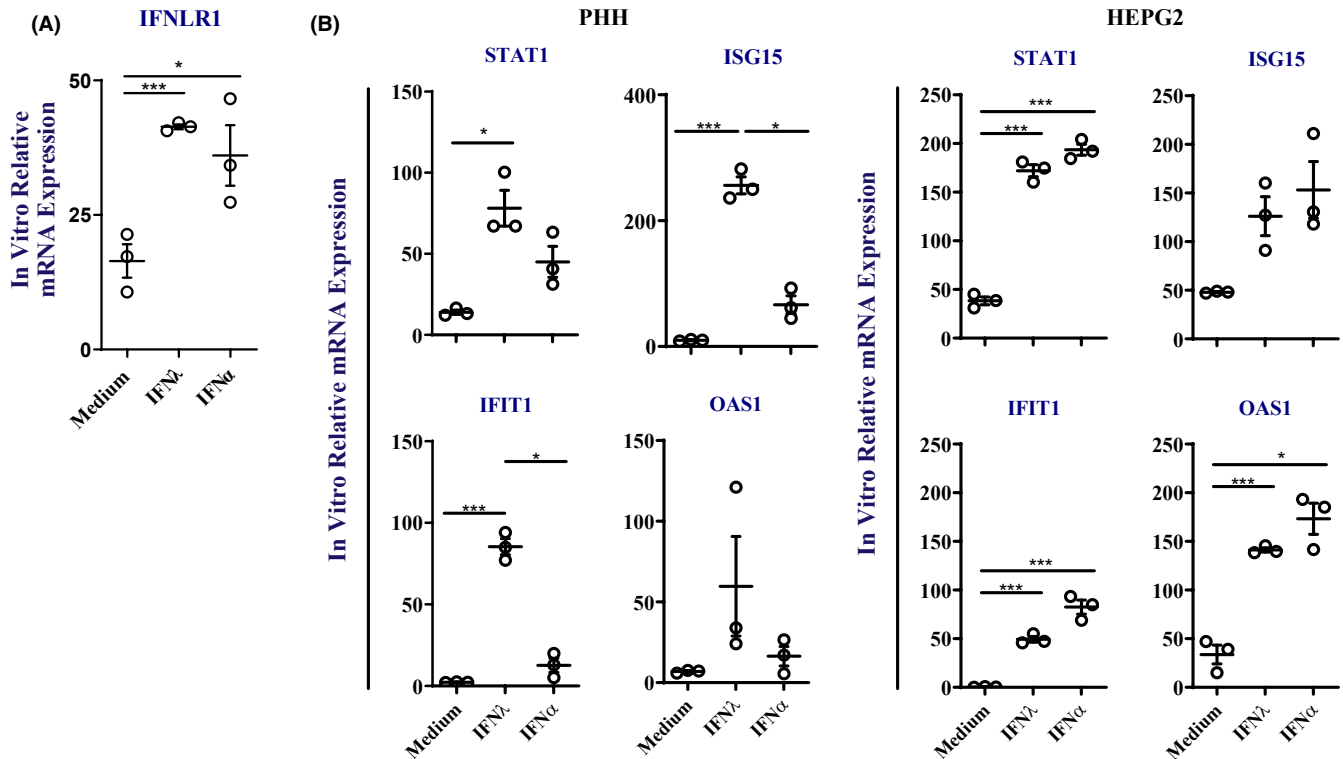 (A)
IFNLR1
In Vitro Relative
mRNA Expression
50
25
0
*
***
Medium
IFNλ
IFNα
(B)
PHH
In Vitro Relative mRNA Expression
STAT1
150
100
50
0
*
ISG15
400
200
0
***
*
IFIT1
150
100
50
0
***
*
Medium
IFNλ
IFNα
OAS1
150
100
50
0
Medium
IFNλ
IFNα
HEPG2
In Vitro Relative mRNA Expression
STAT1
250
200
150
100
50
0
***
***
ISG15
250
200
150
100
50
0
IFIT1
250
200
150
100
50
0
***
***
Medium
IFNλ
IFNα
OAS1
250
200
150
100
50
0
*
***
Medium
IFNλ
IFNα